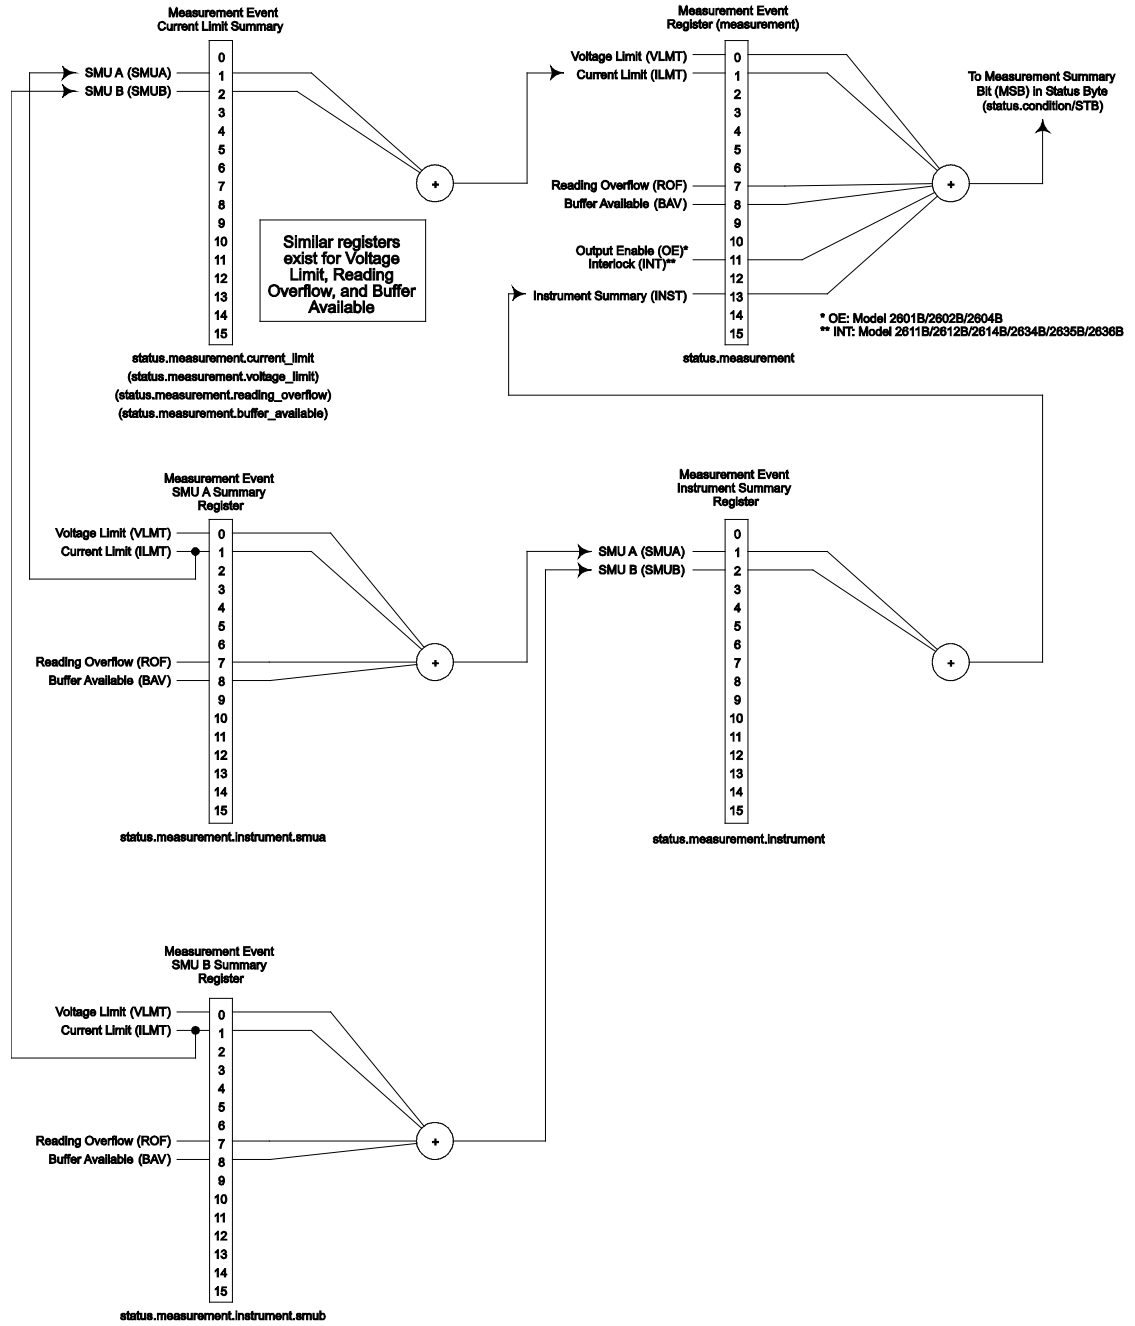 Measurement Event
Current Limit Summary
SMU A (SMUA)
SMU B (SMUB)
0
1
2
3
4
5
6
7
8
9
10
11
12
13
14
15
+
Similar registers
exist for Voltage
Limit, Reading
Overflow, and Buffer
Available
status.measurement.current_limit
(status.measurement.voltage_limit)
(status.measurement.reading_overflow)
(status.measurement.buffer_available)
Measurement Event
Register (measurement)
Voltage Limit (VLMT)
Current Limit (ILMT)
Reading Overflow (ROF)
Buffer Available (BAV)
Output Enable (OE)*
Interlock (INT)**
Instrument Summary (INST)
0
1
2
3
4
5
6
7
8
9
10
11
12
13
14
15
+
To Measurement Summary
Bit (MSB) in Status Byte
(status.condition/STB)
* OE: Model 2601B/2602B/2604B
** INT: Model 2611B/2612B/2614B/2634B/2635B/2636B
status.measurement
Measurement Event
SMU A Summary
Register
Voltage Limit (VLMT)
Current Limit (ILMT)
Reading Overflow (ROF)
Buffer Available (BAV)
0
1
2
3
4
5
6
7
8
9
10
11
12
13
14
15
+
status.measurement.instrument.smua
Measurement Event
Instrument Summary
Register
SMU A (SMUA)
SMU B (SMUB)
0
1
2
3
4
5
6
7
8
9
10
11
12
13
14
15
+
status.measurement.instrument
Measurement Event
SMU B Summary
Register
Voltage Limit (VLMT)
Current Limit (ILMT)
Reading Overflow (ROF)
Buffer Available (BAV)
0
1
2
3
4
5
6
7
8
9
10
11
12
13
14
15
+
status.measurement.instrument.smub